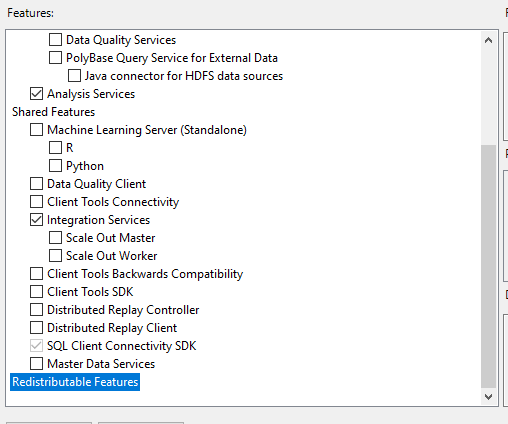 Features:
Data Quality Services
PolyBase Query Service for External Data
Java connector for HDFS data sources
Analysis Services
Shared Features
Machine Learning Server (Standalone)
R
Python
Data Quality Client
Client Tools Connectivity
Integration Services
Scale Out Master
Scale Out Worker
Client Tools Backwards Compatibility
Client Tools SDK
Distributed Replay Controller
Distributed Replay Client
SQL Client Connectivity SDK
Master Data Services
Redistributable Features